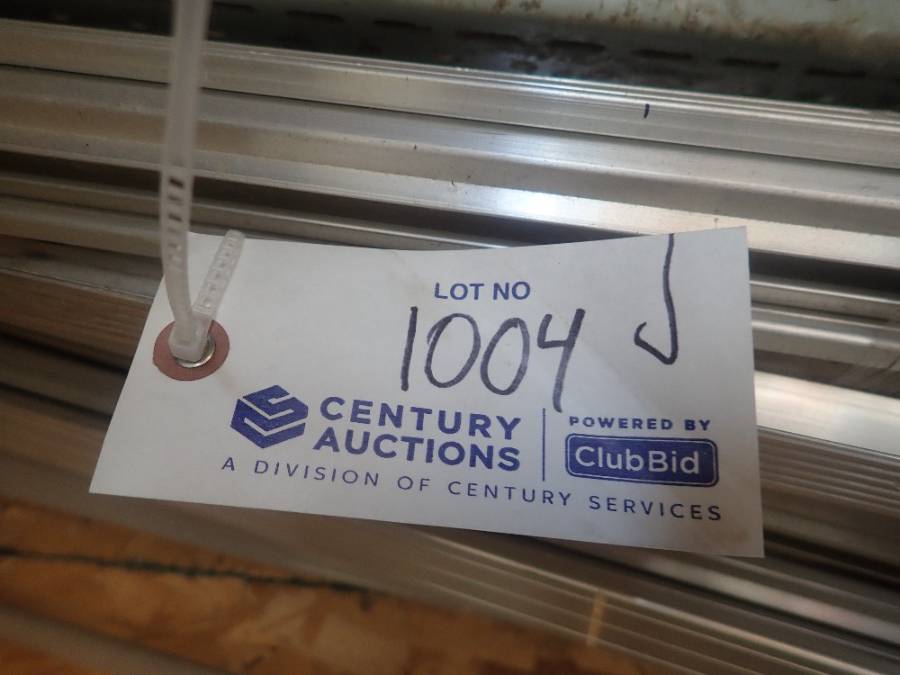 LOT NO
1004 J
CENTURY
AUCTIONS
A DIVISION OF CENTURY SERVICES
POWERED BY
ClubBid